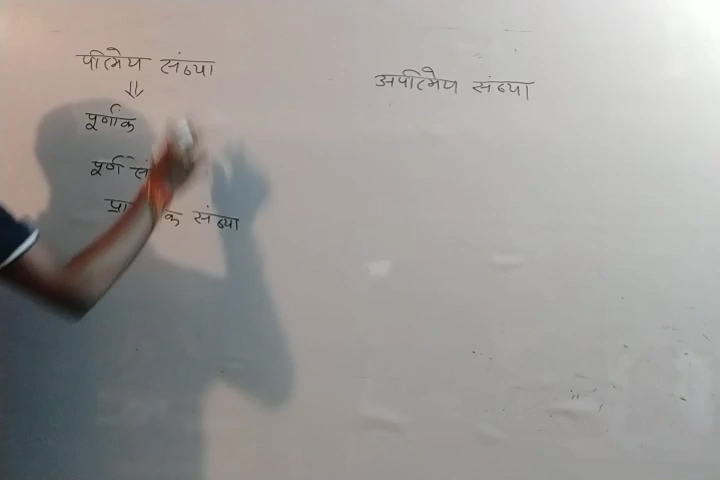 परिमेय संख्या
⇓
पूर्णांक
पूर्ण
संख्या
अपरिमेय संख्या